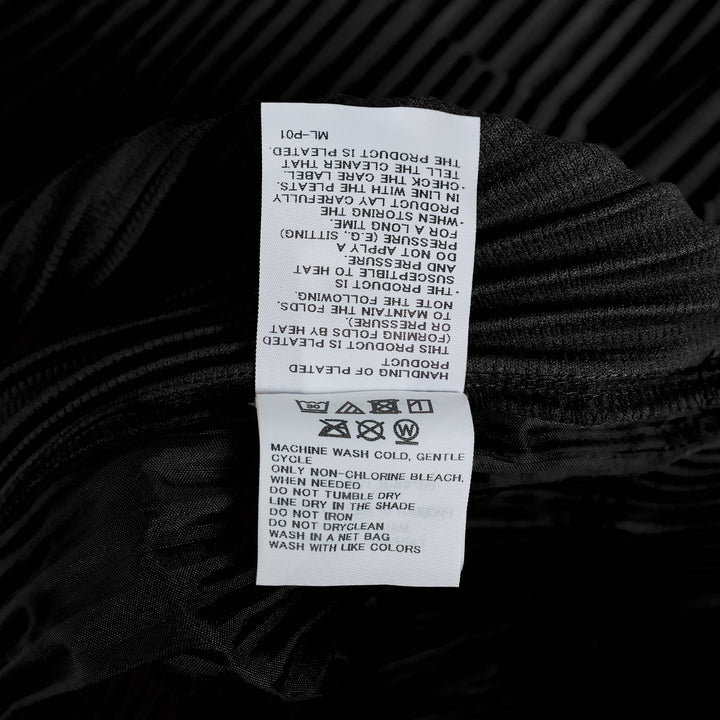 HANDLING OF PLEATED
PRODUCT
THIS PRODUCT IS PLEATED
(FORMING FOLDS BY HEAT
OR PRESSURE).
TO MAINTAIN THE FOLDS.
NOTE THE FOLLOWING.
· THE PRODUCT IS
SUSCEPTIBLE TO HEAT
AND PRESSURE.
DO NOT APPLY A
PRESSURE (E.G., SITTING)
FOR A LONG TIME.
· WHEN STORING THE
PRODUCT LAY CAREFULLY
IN LINE WITH THE PLEATS.
· CHECK THE CARE LABEL.
TELL THE CLEANER THAT
THE PRODUCT IS PLEATED.
ML-P01
30
W
MACHINE WASH COLD, GENTLE
CYCLE
ONLY NON-CHLORINE BLEACH,
WHEN NEEDED
DO NOT TUMBLE DRY
LINE DRY IN THE SHADE
DO NOT IRON
DO NOT DRYCLEAN
WASH IN A NET BAG
WASH WITH LIKE COLORS